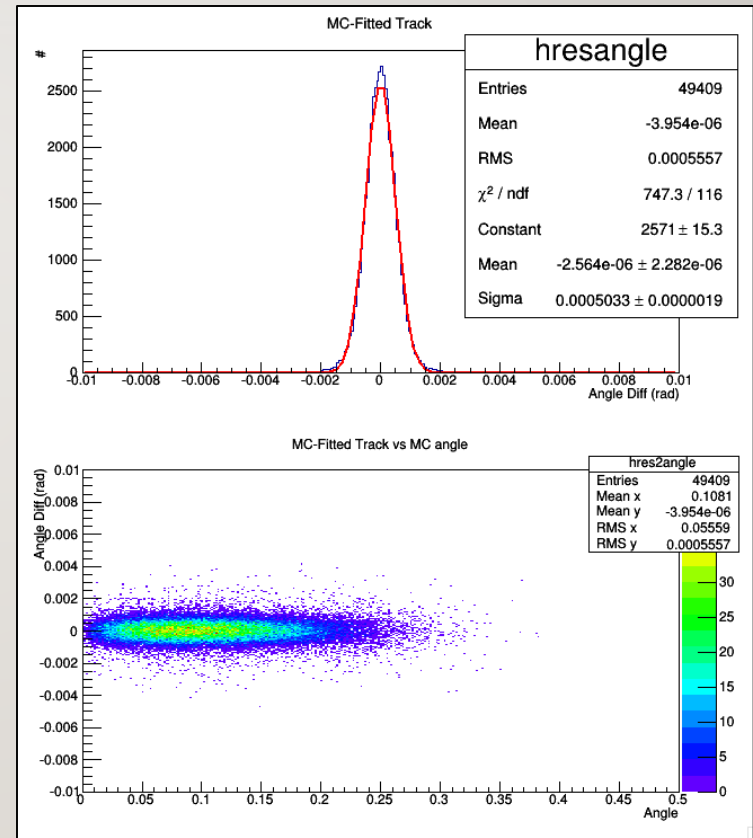 MC-Fitted Track
#
2500
2000
1500
1000
500
0
-0.01 -0.008 -0.006 -0.004 -0.002 0 0.002 0.004 0.006 0.008 0.01
Angle Diff (rad)
hresangle
Entries 49409
Mean -3.954e-06
RMS 0.0005557
χ² / ndf 747.3 / 116
Constant 2571 ± 15.3
Mean -2.564e-06 ± 2.282e-06
Sigma 0.0005033 ± 0.0000019
MC-Fitted Track vs MC angle
Angle Diff (rad)
0.01
0.008
0.006
0.004
0.002
0
-0.002
-0.004
-0.006
-0.008
-0.01
0 0.05 0.1 0.15 0.2 0.25 0.3 0.35 0.4 0.45 0.5
Angle
hres2angle
Entries 49409
Mean x 0.1081
Mean y -3.954e-06
RMS x 0.05559
RMS y 0.0005557
30
25
20
15
10
5
0